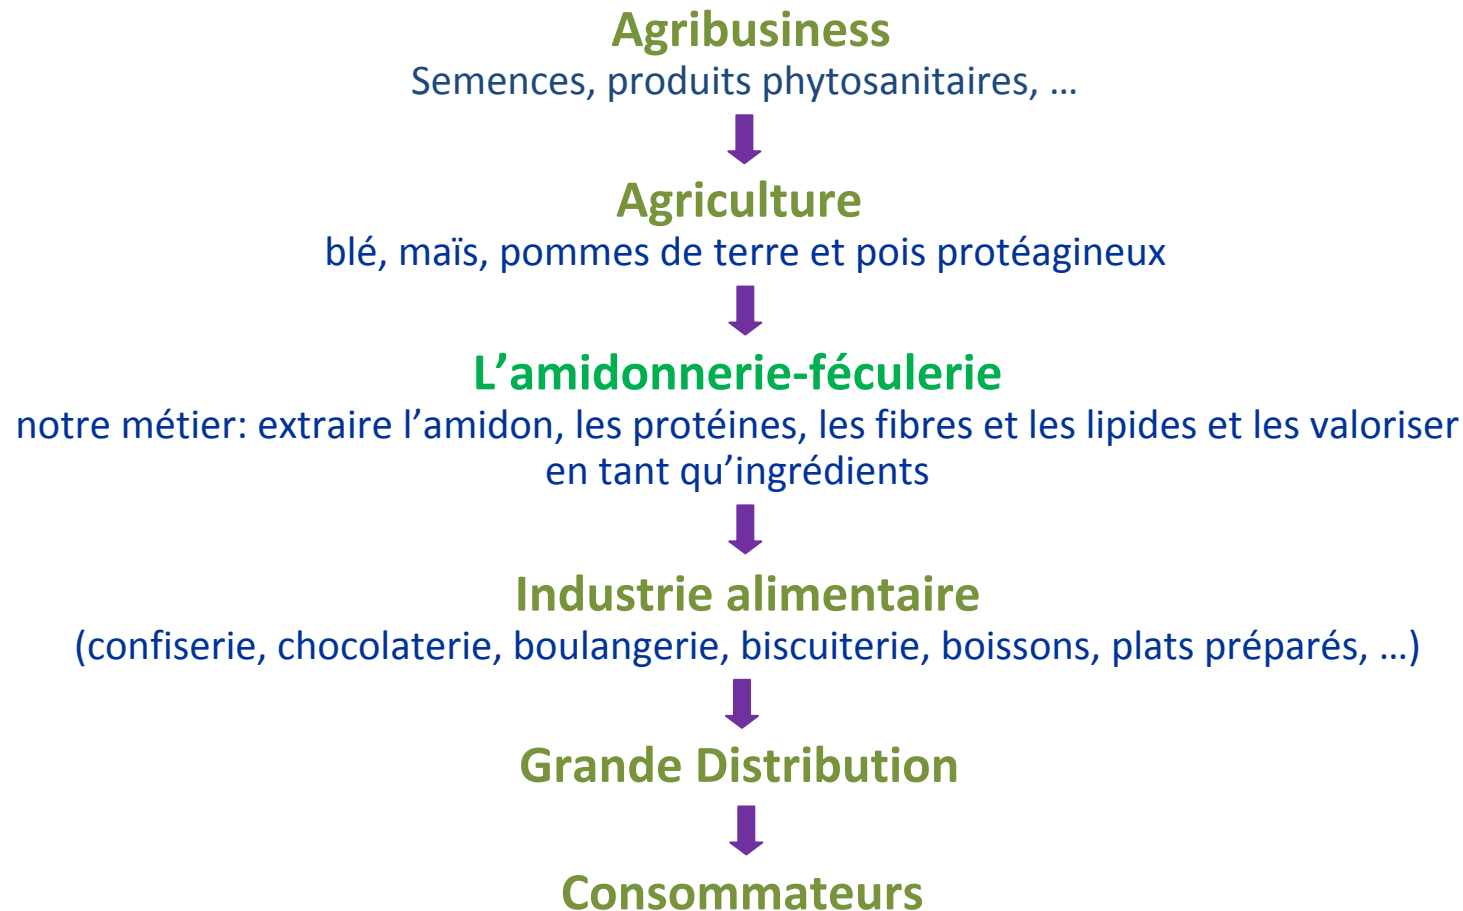 Agribusiness
Semences, produits phytosanitaires, …
Agriculture
blé, maïs, pommes de terre et pois protéagineux
L’amidonnerie-féculerie
notre métier: extraire l’amidon, les protéines, les fibres et les lipides et les valoriser
en tant qu’ingrédients
Industrie alimentaire
(confiserie, chocolaterie, boulangerie, biscuiterie, boissons, plats préparés, …)
Grande Distribution
Consommateurs